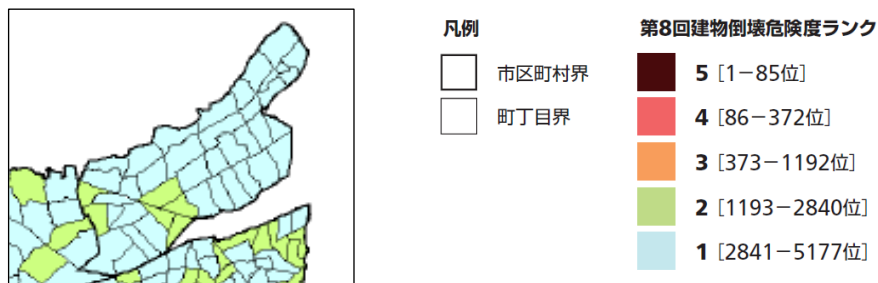 凡例
市区町村界
町丁目界
第8回建物倒壊危険度ランク
5［1－85位］
4［86－372位］
3［373－1192位］
2［1193－2840位］
1［2841－5177位］